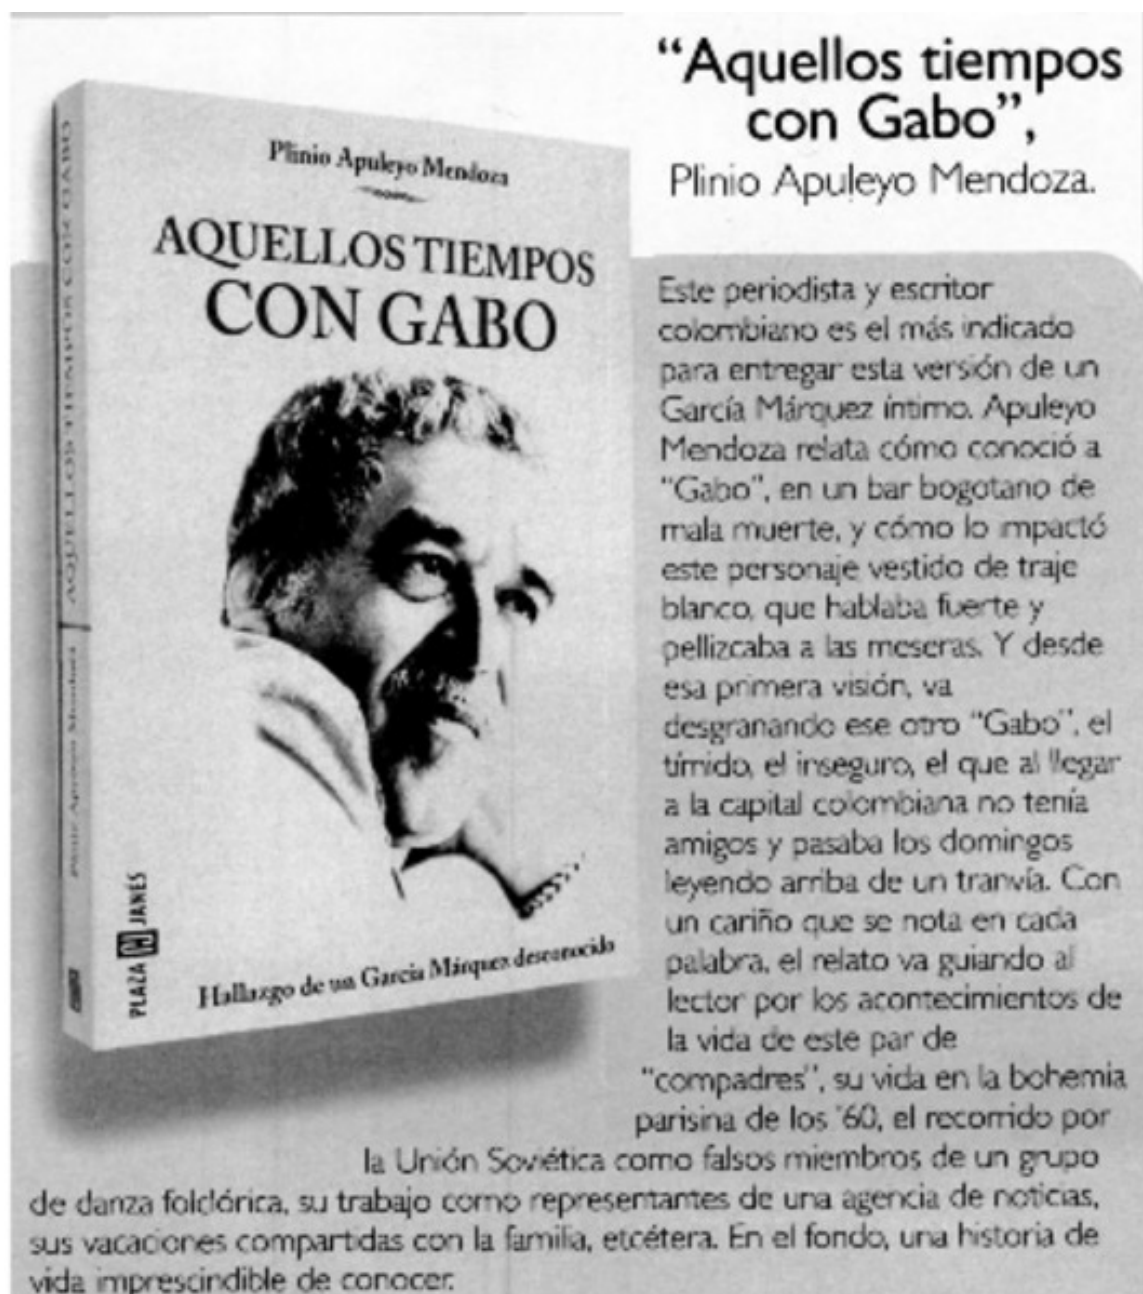 “Aquellos tiempos
con Gabo”,
Plinio Apuleyo Mendoza.
Plinio Apuleyo Mendoza
AQUELLOS TIEMPOS
CON GABO
Hallazgo de un García Márquez desconocido
PLAZA JANÉS
AQUELLOS TIEMPOS CON GABO
Plinio Apuleyo Mendoza
Este periodista y escritor
colombiano es el más indicado
para entregar esta versión de un
García Márquez íntimo. Apuleyo
Mendoza relata cómo conoció a
“Gabo”, en un bar bogotano de
mala muerte, y cómo lo impactó
este personaje vestido de traje
blanco, que hablaba fuerte y
pellizcaba a las meseras. Y desde
esa primera visión, va
desgranando ese otro “Gabo”, el
tímido, el inseguro, el que al llegar
a la capital colombiana no tenía
amigos y pasaba los domingos
leyendo arriba de un tranvía. Con
un cariño que se nota en cada
palabra, el relato va guiando al
lector por los acontecimientos de
la vida de este par de
“compadres”, su vida en la bohemia
parisina de los ’60, el recorrido por
la Unión Soviética como falsos miembros de un grupo
de danza folclórica, su trabajo como representantes de una agencia de noticias,
sus vacaciones compartidas con la familia, etcétera. En el fondo, una historia de
vida imprescindible de conocer.